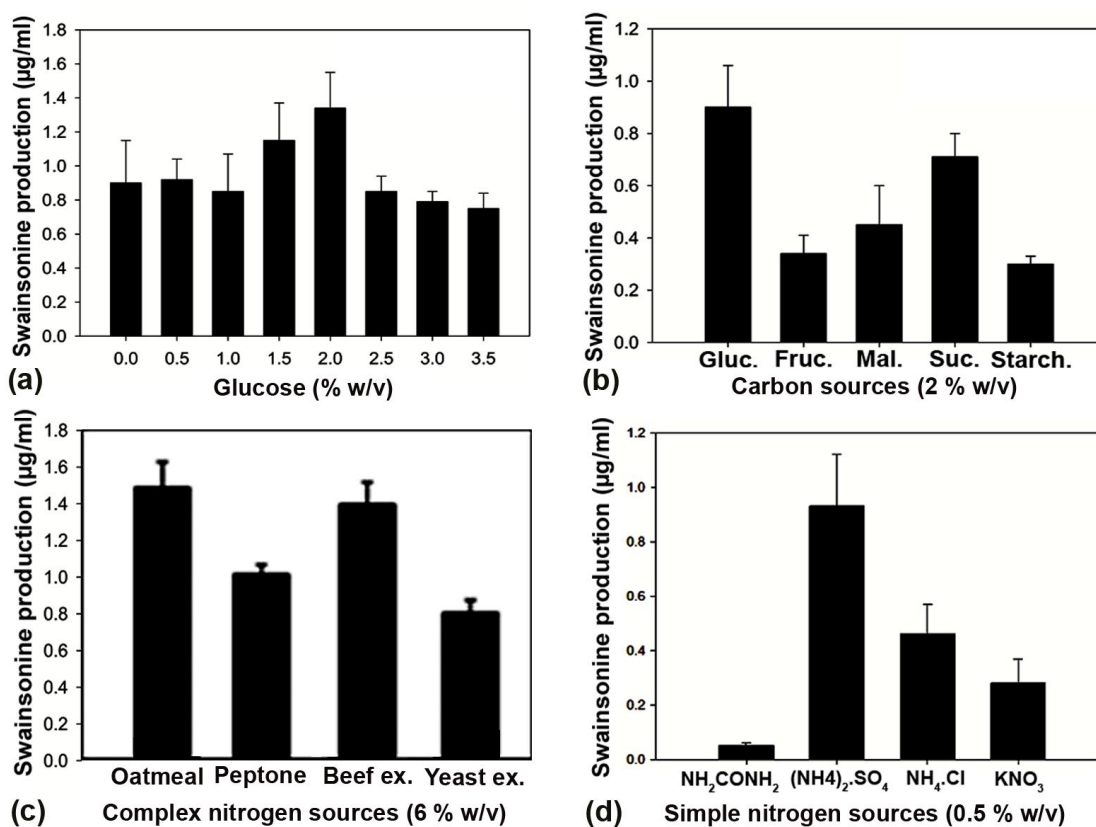 Swainsonine production (µg/ml)
1.8
1.6
1.4
1.2
1.0
0.8
0.6
0.4
0.2
0.0
0.0 0.5 1.0 1.5 2.0 2.5 3.0 3.5
(a) Glucose (% w/v)
Swainsonine production (µg/ml)
1.2
1.0
0.8
0.6
0.4
0.2
0.0
Gluc. Fruc. Mal. Suc. Starch.
(b) Carbon sources (2 % w/v)
Swainsonine production (µg/ml)
1.8
1.6
1.4
1.2
1.0
0.8
0.6
0.4
0.2
0.0
Oatmeal Peptone Beef ex. Yeast ex.
(c) Complex nitrogen sources (6 % w/v)
Swainsonine production (µg/ml)
1.2
1.0
0.8
0.6
0.4
0.2
0.0
NH₂CONH₂ (NH4)₂.SO₄ NH₄.Cl KNO₃
(d) Simple nitrogen sources (0.5 % w/v)